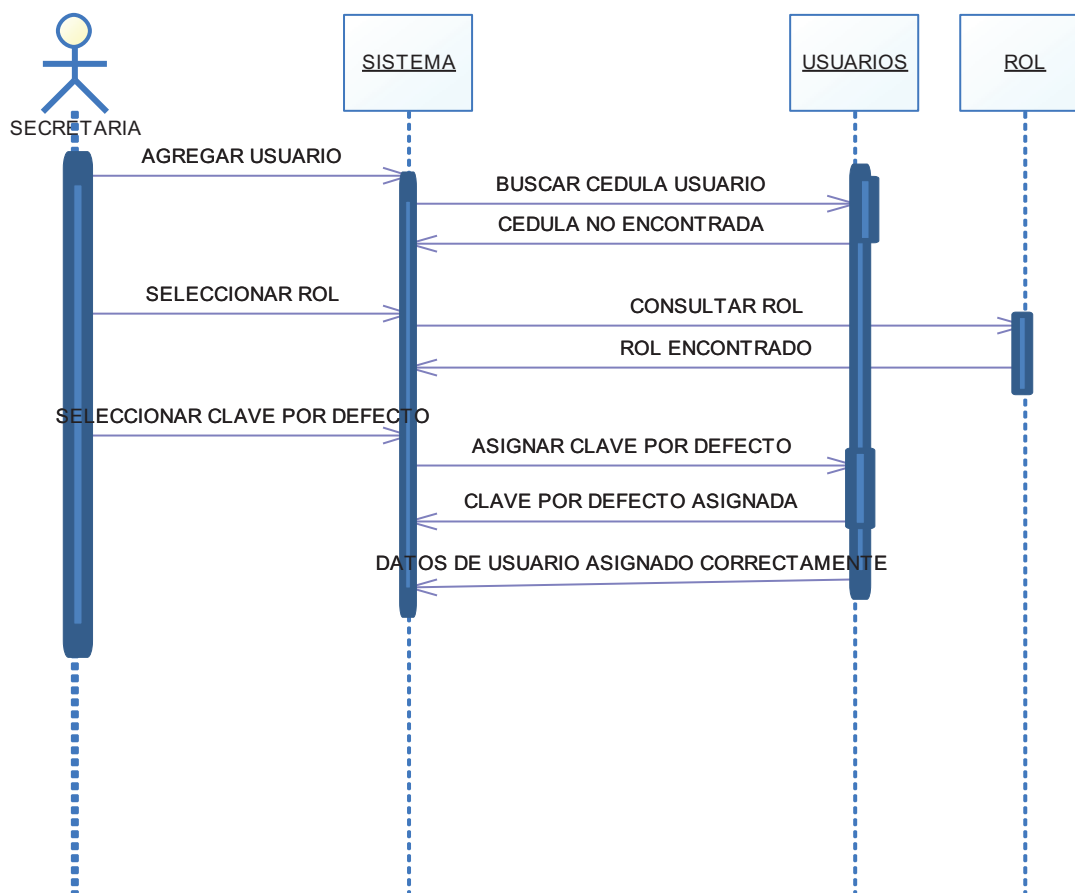 SISTEMA
USUARIOS
ROL
SECRETARIA
AGREGAR USUARIO
BUSCAR CEDULA USUARIO
CEDULA NO ENCONTRADA
SELECCIONAR ROL
CONSULTAR ROL
ROL ENCONTRADO
SELECCIONAR CLAVE POR DEFECTO
ASIGNAR CLAVE POR DEFECTO
CLAVE POR DEFECTO ASIGNADA
DATOS DE USUARIO ASIGNADO CORRECTAMENTE